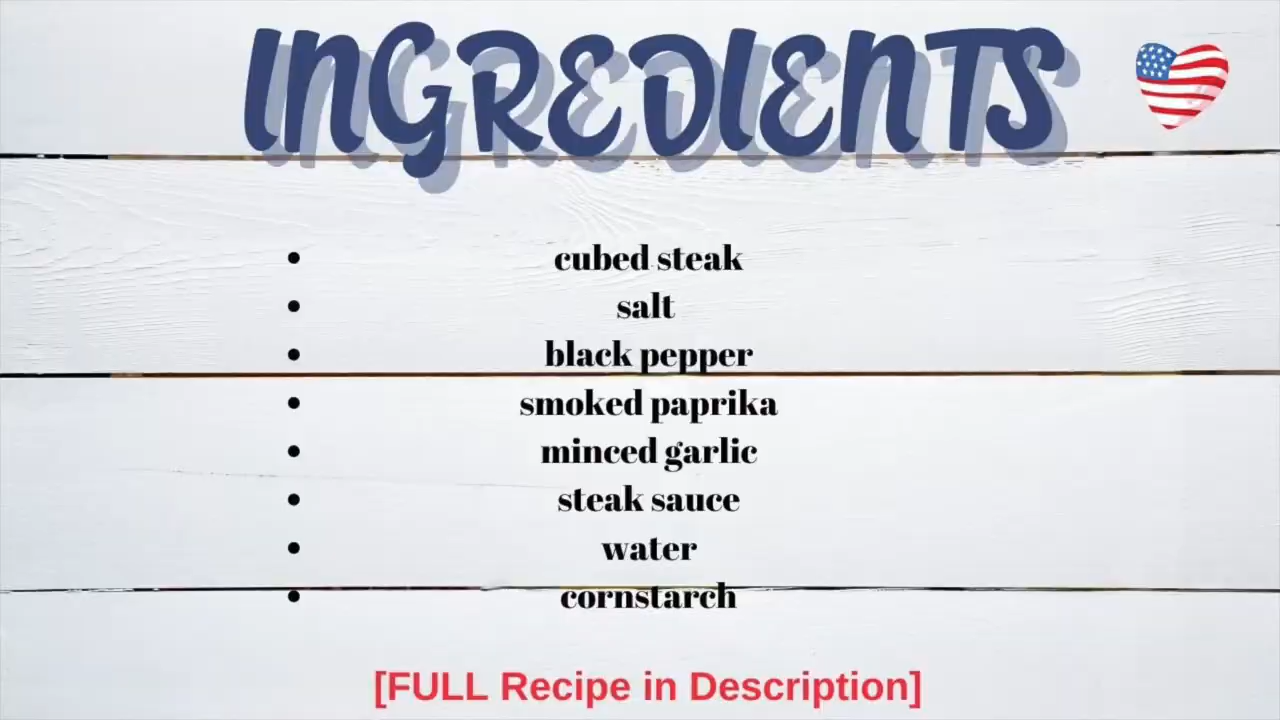 INGREDIENTS
• cubed steak
• salt
• black pepper
• smoked paprika
• minced garlic
• steak sauce
• water
• cornstarch
[FULL Recipe in Description]